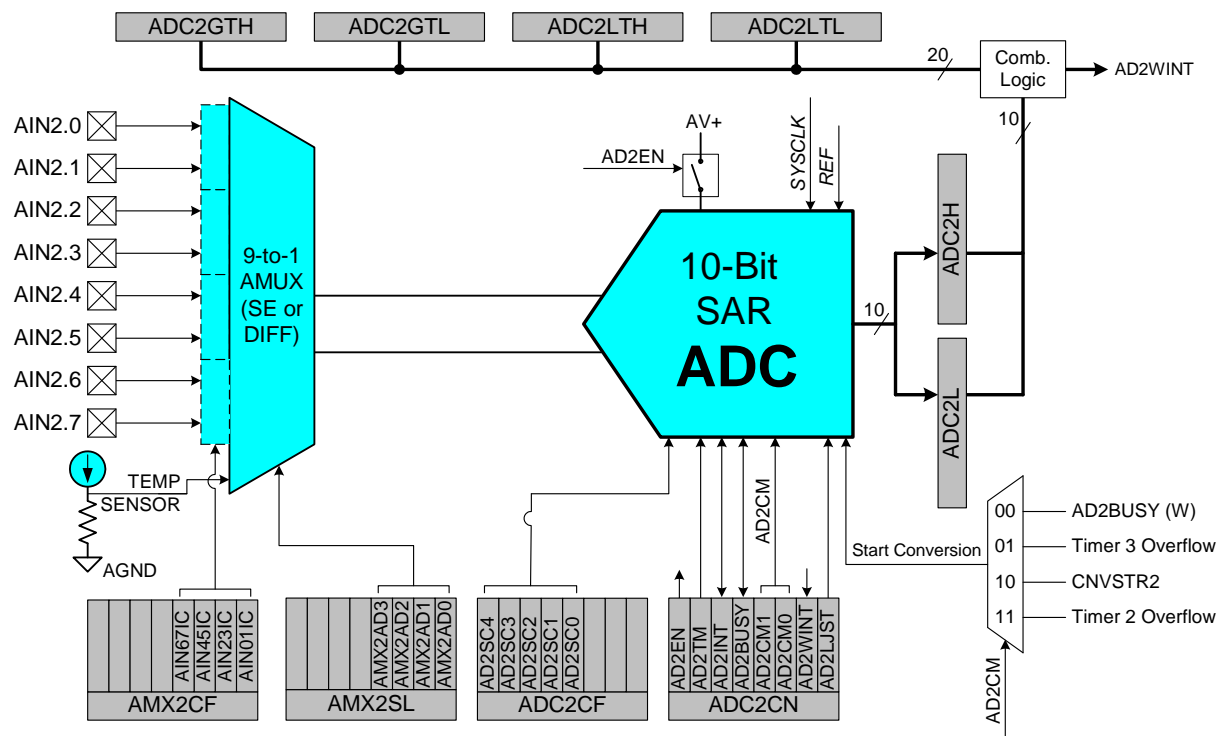 ADC2GTH
ADC2GTL
ADC2LTH
ADC2LTL
20
Comb.
Logic
AD2WINT
10
AIN2.0
AIN2.1
AIN2.2
AIN2.3
AIN2.4
AIN2.5
AIN2.6
AIN2.7
9-to-1
AMUX
(SE or
DIFF)
AV+
AD2EN
SYSCLK
REF
10-Bit
SAR
ADC
10
ADC2H
ADC2L
TEMP
SENSOR
AGND
AD2CM
Start Conversion
00
AD2BUSY (W)
01
Timer 3 Overflow
10
CNVSTR2
11
Timer 2 Overflow
AD2CM
AIN67IC
AIN45IC
AIN23IC
AIN01IC
AMX2CF
AMX2AD3
AMX2AD2
AMX2AD1
AMX2AD0
AMX2SL
AD2SC4
AD2SC3
AD2SC2
AD2SC1
AD2SC0
ADC2CF
AD2EN
AD2TM
AD2INT
AD2BUSY
AD2CM1
AD2CM0
AD2WINT
AD2LJST
ADC2CN